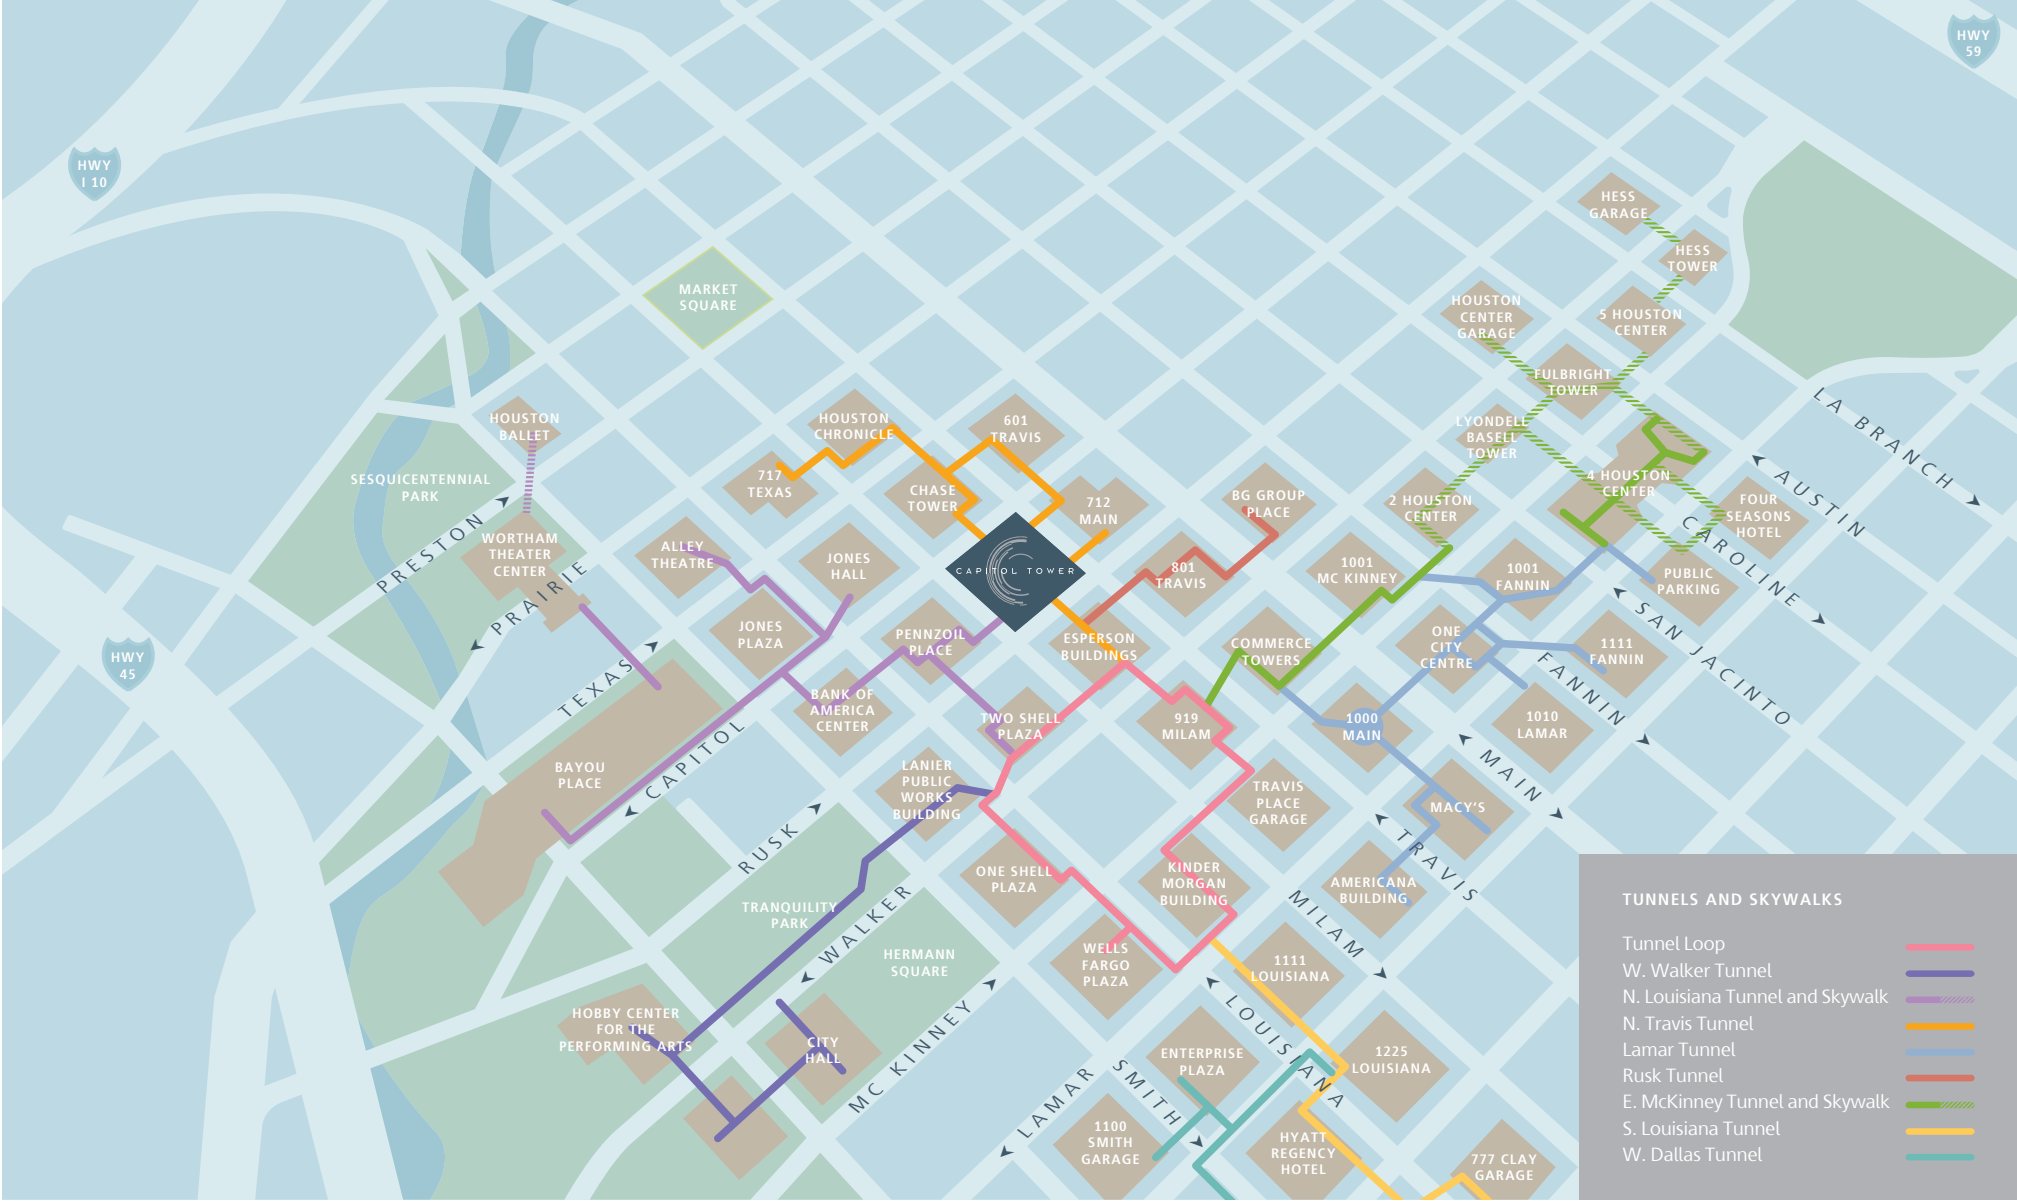 HWY
59
HWY
I 10
HESS
GARAGE
HESS
TOWER
MARKET
SQUARE
HOUSTON
CENTER
GARAGE
5 HOUSTON
CENTER
FULBRIGHT
TOWER
LA BRANCH
HOUSTON
BALLET
HOUSTON
CHRONICLE
601
TRAVIS
LYONDELL
BASELL
TOWER
SESQUICENTENNIAL
PARK
717
TEXAS
CHASE
TOWER
712
MAIN
BG GROUP
PLACE
2 HOUSTON
CENTER
4 HOUSTON
CENTER
FOUR
SEASONS
HOTEL
AUSTIN
PRESTON
WORTHAM
THEATER
CENTER
ALLEY
THEATRE
JONES
HALL
CAPITOL TOWER
801
TRAVIS
1001
MC KINNEY
1001
FANNIN
PUBLIC
PARKING
CAROLINE
PRAIRIE
JONES
PLAZA
PENNZOIL
PLACE
ESPERSON
BUILDINGS
COMMERCE
TOWERS
ONE
CITY
CENTRE
1111
FANNIN
SAN JACINTO
HWY
45
TEXAS
BANK OF
AMERICA
CENTER
TWO SHELL
PLAZA
919
MILAM
1000
MAIN
1010
LAMAR
FANNIN
BAYOU
PLACE
CAPITOL
LANIER
PUBLIC
WORKS
BUILDING
TRAVIS
PLACE
GARAGE
MACY'S
MAIN
RUSK
ONE SHELL
PLAZA
KINDER
MORGAN
BUILDING
AMERICANA
BUILDING
TRAVIS
TRANQUILITY
PARK
WALKER
HERMANN
SQUARE
WELLS
FARGO
PLAZA
1111
LOUISIANA
MILAM
HOBBY CENTER
FOR THE
PERFORMING ARTS
CITY
HALL
MC KINNEY
ENTERPRISE
PLAZA
LOUISIANA
1225
LOUISIANA
LAMAR
SMITH
1100
SMITH
GARAGE
HYATT
REGENCY
HOTEL
777 CLAY
GARAGE
TUNNELS AND SKYWALKS
Tunnel Loop
W. Walker Tunnel
N. Louisiana Tunnel and Skywalk
N. Travis Tunnel
Lamar Tunnel
Rusk Tunnel
E. McKinney Tunnel and Skywalk
S. Louisiana Tunnel
W. Dallas Tunnel